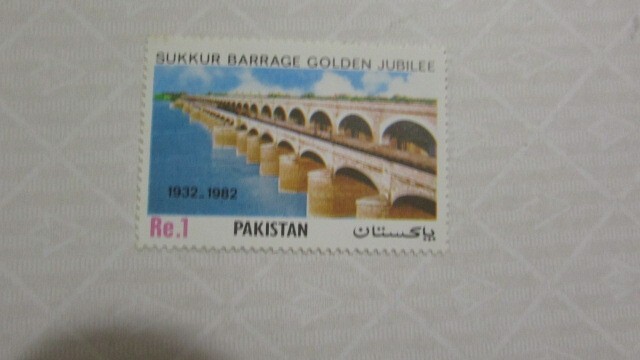 SUKKUR BARRAGE GOLDEN JUBILEE
1932-1982
Re.1 PAKISTAN پاکستان